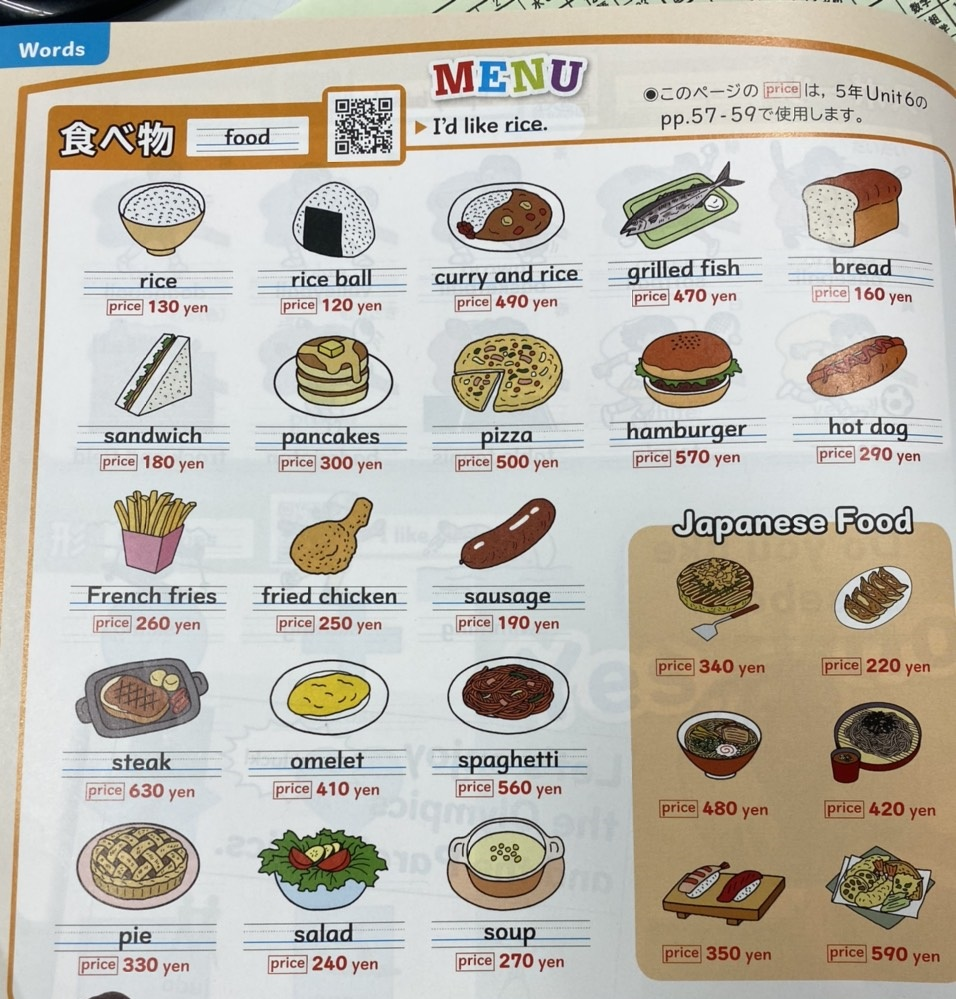 Words
MENU
食べ物 food
I'd like rice.
◉このページの price は，5年Unit6の
pp.57-59で使用します。
rice
price 130 yen
rice ball
price 120 yen
curry and rice
price 490 yen
grilled fish
price 470 yen
bread
price 160 yen
sandwich
price 180 yen
pancakes
price 300 yen
pizza
price 500 yen
hamburger
price 570 yen
hot dog
price 290 yen
French fries
price 260 yen
fried chicken
price 250 yen
sausage
price 190 yen
steak
price 630 yen
omelet
price 410 yen
spaghetti
price 560 yen
pie
price 330 yen
salad
price 240 yen
soup
price 270 yen
Japanese Food
price 340 yen
price 220 yen
price 480 yen
price 420 yen
price 350 yen
price 590 yen